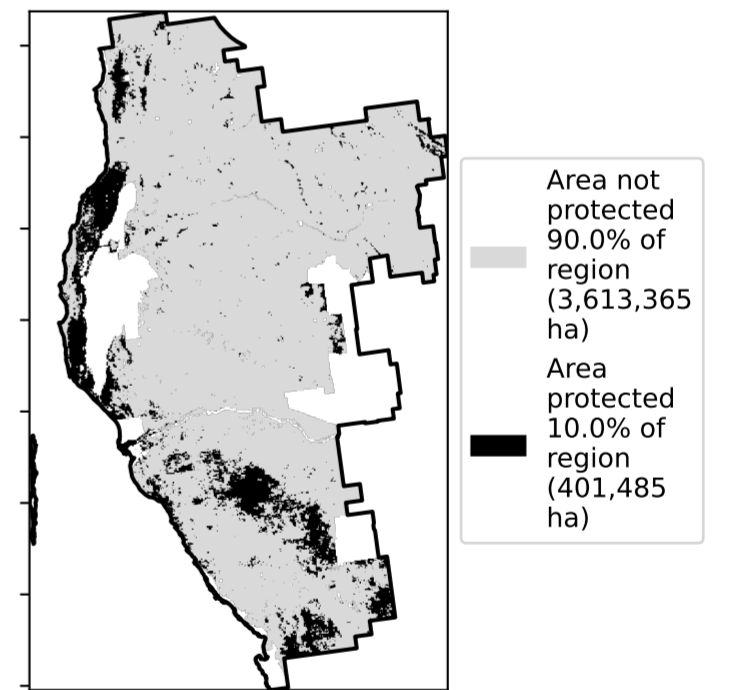 Area not
protected
90.0% of
region
(3,613,365
ha)
Area
protected
10.0% of
region
(401,485
ha)